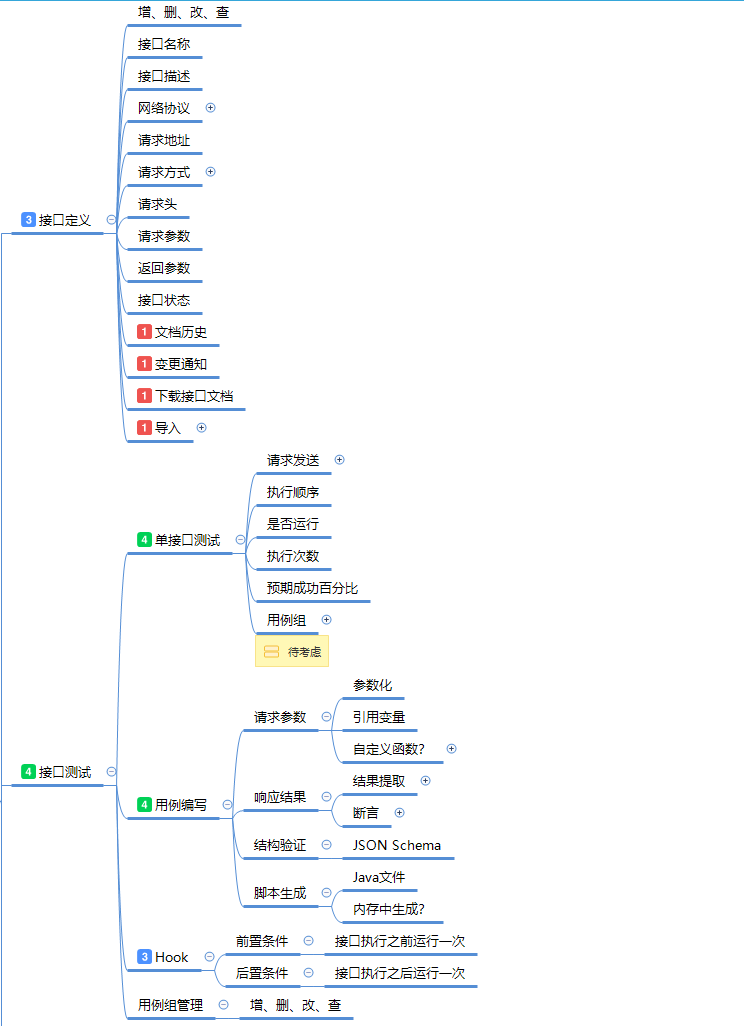 增、删、改、查
接口名称
接口描述
网络协议
请求地址
请求方式
请求头
3 接口定义
请求参数
返回参数
接口状态
1 文档历史
1 变更通知
1 下载接口文档
1 导入
请求发送
执行顺序
是否运行
4 单接口测试
执行次数
预期成功百分比
用例组
待考虑
参数化
请求参数
引用变量
自定义函数?
4 接口测试
结果提取
响应结果
4 用例编写
断言
结构验证
JSON Schema
Java文件
脚本生成
内存中生成?
前置条件
接口执行之前运行一次
3 Hook
后置条件
接口执行之后运行一次
用例组管理
增、删、改、查